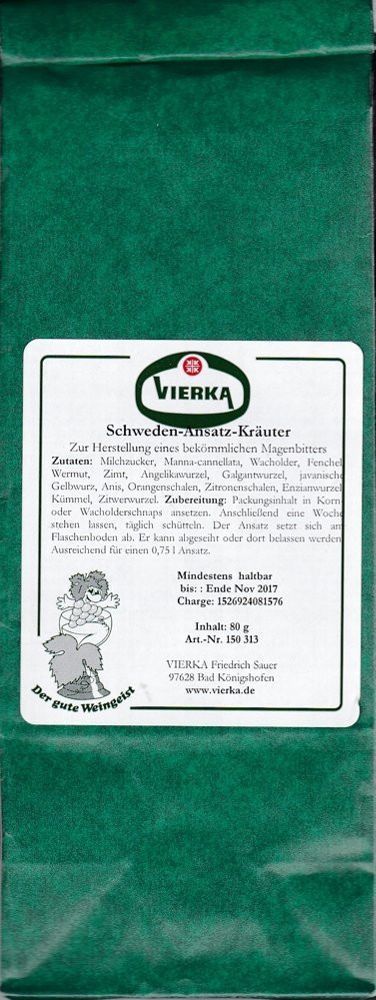 VIERKA
Schweden-Ansatz-Kräuter
Zur Herstellung eines bekömmlichen Magenbitters
Zutaten: Milchzucker, Manna-cannellata, Wacholder, Fenchel
Wermut, Zimt, Angelikawurzel, Galgantwurzel, javanische
Gelbwurz, Anis, Orangenschalen, Zitronenschalen, Enzianwurzel
Kümmel, Zitwerwurzel. Zubereitung: Packungsinhalt in Korn-
oder Wacholderschnaps ansetzen. Anschließend eine Woche
stehen lassen, täglich schütteln. Der Ansatz setzt sich am
Flaschenboden ab. Er kann abgeseiht oder dort belassen werden
Ausreichend für einen 0,75 l Ansatz.
Mindestens haltbar
bis: : Ende Nov 2017
Charge: 1526924081576
Inhalt: 80 g
Art.-Nr. 150 313
VIERKA Friedrich Sauer
97628 Bad Königshofen
www.vierka.de
Der gute Weingeist